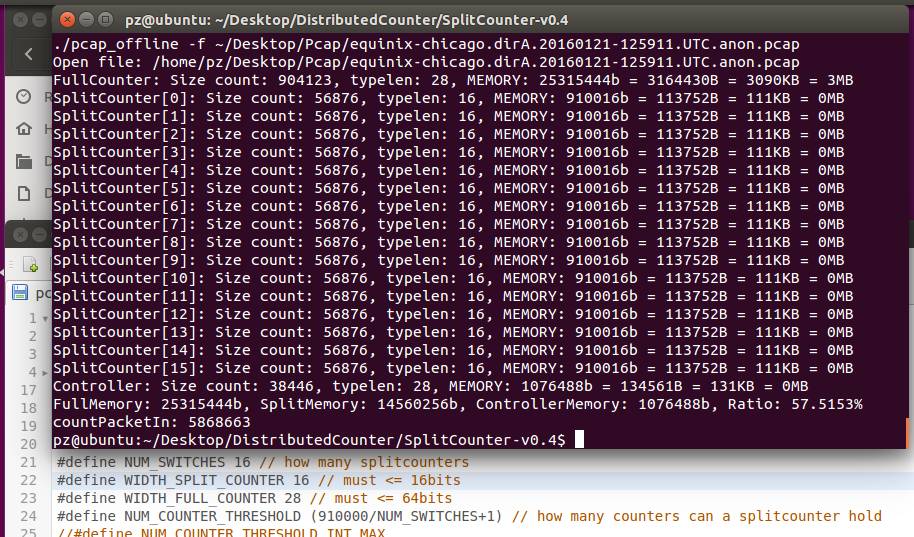 pz@ubuntu: ~/Desktop/DistributedCounter/SplitCounter-v0.4
./pcap_offline -f ~/Desktop/Pcap/equinix-chicago.dirA.20160121-125911.UTC.anon.pcap
Open file: /home/pz/Desktop/Pcap/equinix-chicago.dirA.20160121-125911.UTC.anon.pcap
FullCounter: Size count: 904123, typelen: 28, MEMORY: 25315444b = 3164430B = 3090KB = 3MB
SplitCounter[0]: Size count: 56876, typelen: 16, MEMORY: 910016b = 113752B = 111KB = 0MB
SplitCounter[1]: Size count: 56876, typelen: 16, MEMORY: 910016b = 113752B = 111KB = 0MB
SplitCounter[2]: Size count: 56876, typelen: 16, MEMORY: 910016b = 113752B = 111KB = 0MB
SplitCounter[3]: Size count: 56876, typelen: 16, MEMORY: 910016b = 113752B = 111KB = 0MB
SplitCounter[4]: Size count: 56876, typelen: 16, MEMORY: 910016b = 113752B = 111KB = 0MB
SplitCounter[5]: Size count: 56876, typelen: 16, MEMORY: 910016b = 113752B = 111KB = 0MB
SplitCounter[6]: Size count: 56876, typelen: 16, MEMORY: 910016b = 113752B = 111KB = 0MB
SplitCounter[7]: Size count: 56876, typelen: 16, MEMORY: 910016b = 113752B = 111KB = 0MB
SplitCounter[8]: Size count: 56876, typelen: 16, MEMORY: 910016b = 113752B = 111KB = 0MB
SplitCounter[9]: Size count: 56876, typelen: 16, MEMORY: 910016b = 113752B = 111KB = 0MB
SplitCounter[10]: Size count: 56876, typelen: 16, MEMORY: 910016b = 113752B = 111KB = 0MB
SplitCounter[11]: Size count: 56876, typelen: 16, MEMORY: 910016b = 113752B = 111KB = 0MB
SplitCounter[12]: Size count: 56876, typelen: 16, MEMORY: 910016b = 113752B = 111KB = 0MB
SplitCounter[13]: Size count: 56876, typelen: 16, MEMORY: 910016b = 113752B = 111KB = 0MB
SplitCounter[14]: Size count: 56876, typelen: 16, MEMORY: 910016b = 113752B = 111KB = 0MB
SplitCounter[15]: Size count: 56876, typelen: 16, MEMORY: 910016b = 113752B = 111KB = 0MB
Controller: Size count: 38446, typelen: 28, MEMORY: 1076488b = 134561B = 131KB = 0MB
FullMemory: 25315444b, SplitMemory: 14560256b, ControllerMemory: 1076488b, Ratio: 57.5153%
countPacketIn: 5868663
pz@ubuntu:~/Desktop/DistributedCounter/SplitCounter-v0.4$
pc
1
2
3
4
17
18
19
20
21 #define NUM_SWITCHES 16 // how many splitcounters
22 #define WIDTH_SPLIT_COUNTER 16 // must <= 16bits
23 #define WIDTH_FULL_COUNTER 28 // must <= 64bits
24 #define NUM_COUNTER_THRESHOLD (910000/NUM_SWITCHES+1) // how many counters can a splitcounter hold
25 //#define NUM_COUNTER_THRESHOLD INT_MAX